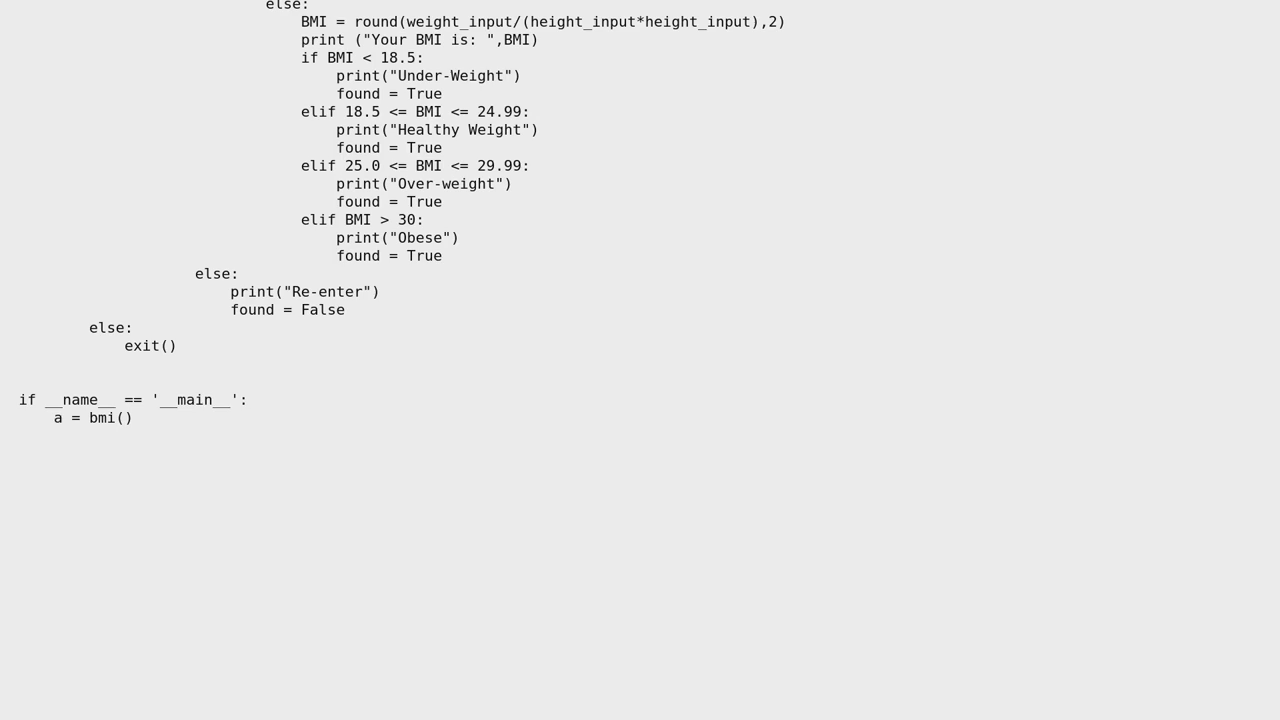 else:
BMI = round(weight_input/(height_input*height_input),2)
print ("Your BMI is: ",BMI)
if BMI < 18.5:
print("Under-Weight")
found = True
elif 18.5 <= BMI <= 24.99:
print("Healthy Weight")
found = True
elif 25.0 <= BMI <= 29.99:
print("Over-weight")
found = True
elif BMI > 30:
print("Obese")
found = True
else:
print("Re-enter")
found = False
else:
exit()
if __name__ == '__main__':
a = bmi()